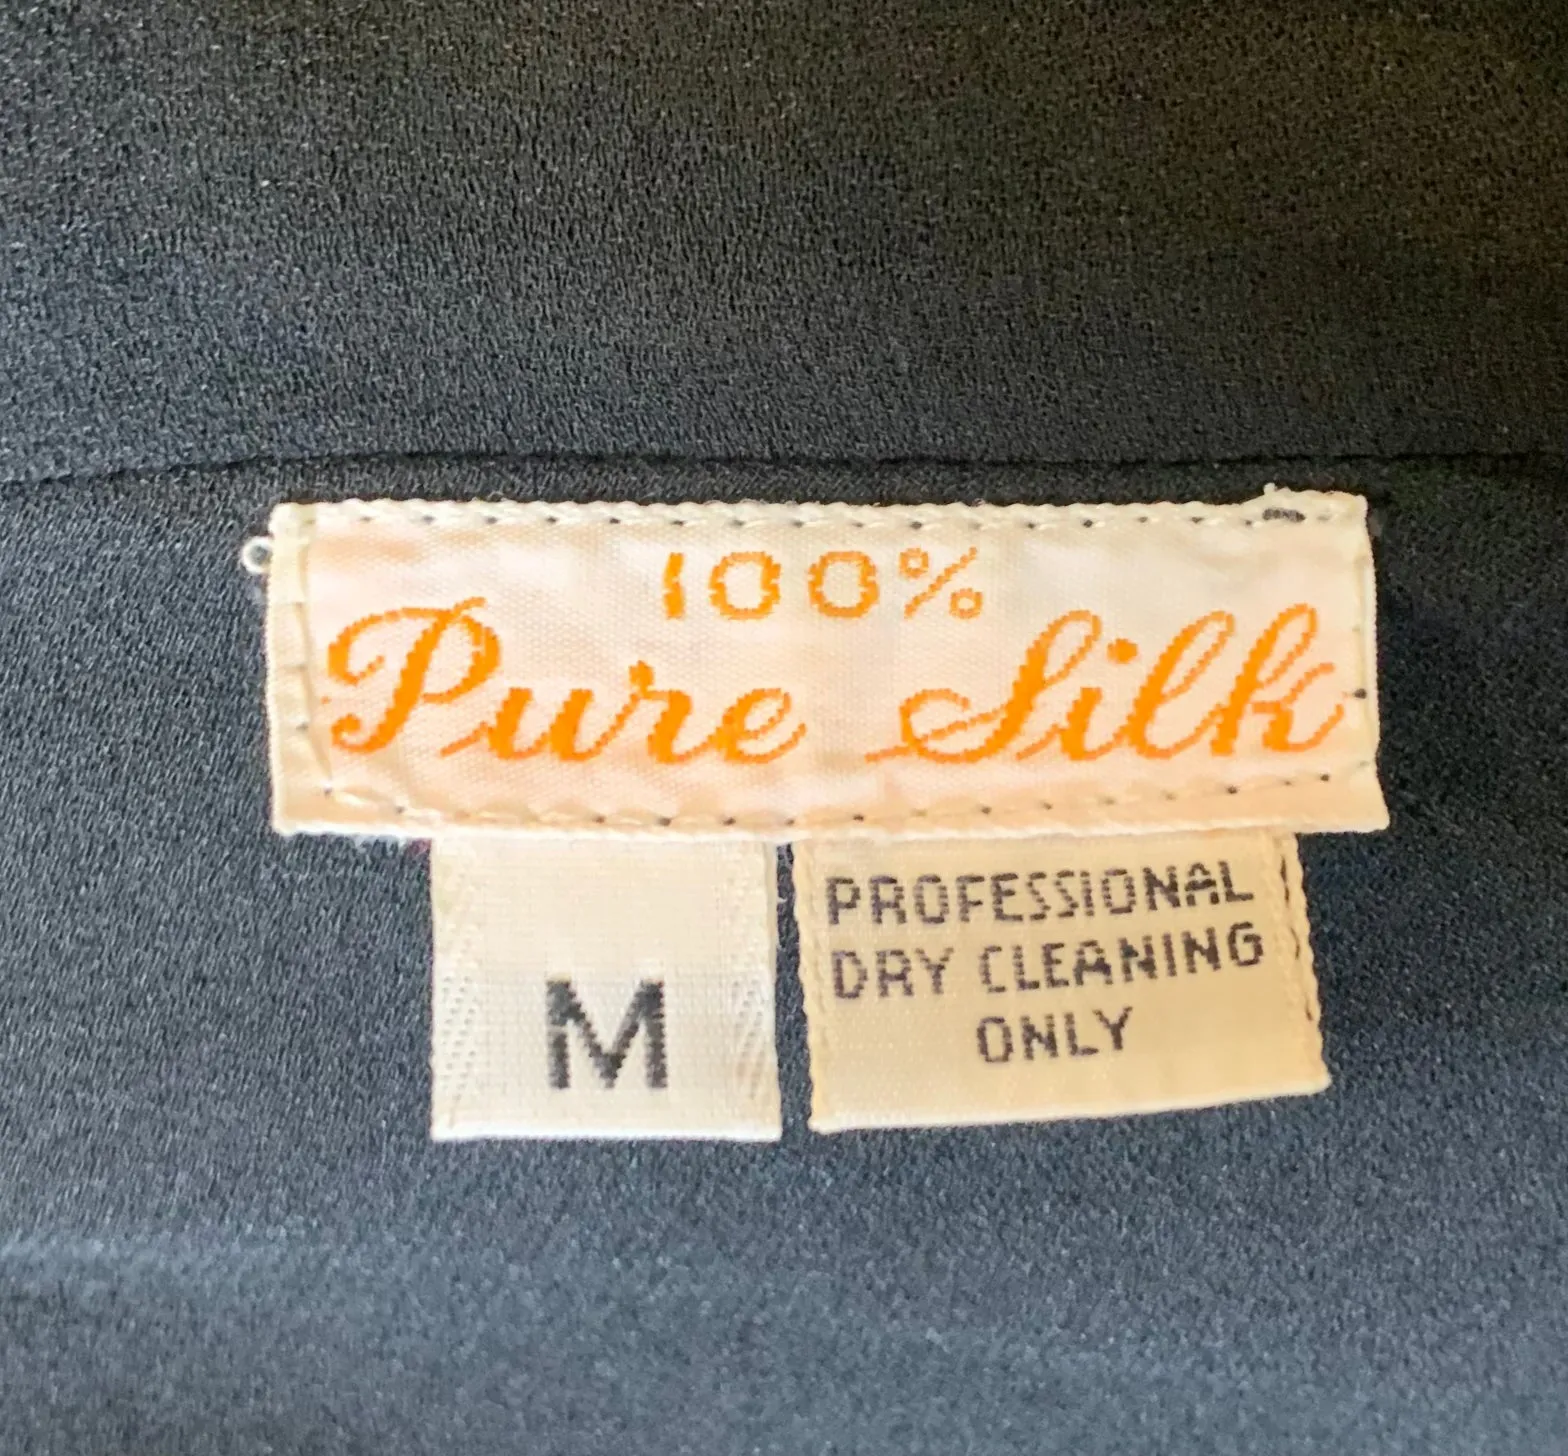 100%
Pure Silk
M
PROFESSIONAL
DRY CLEANING
ONLY